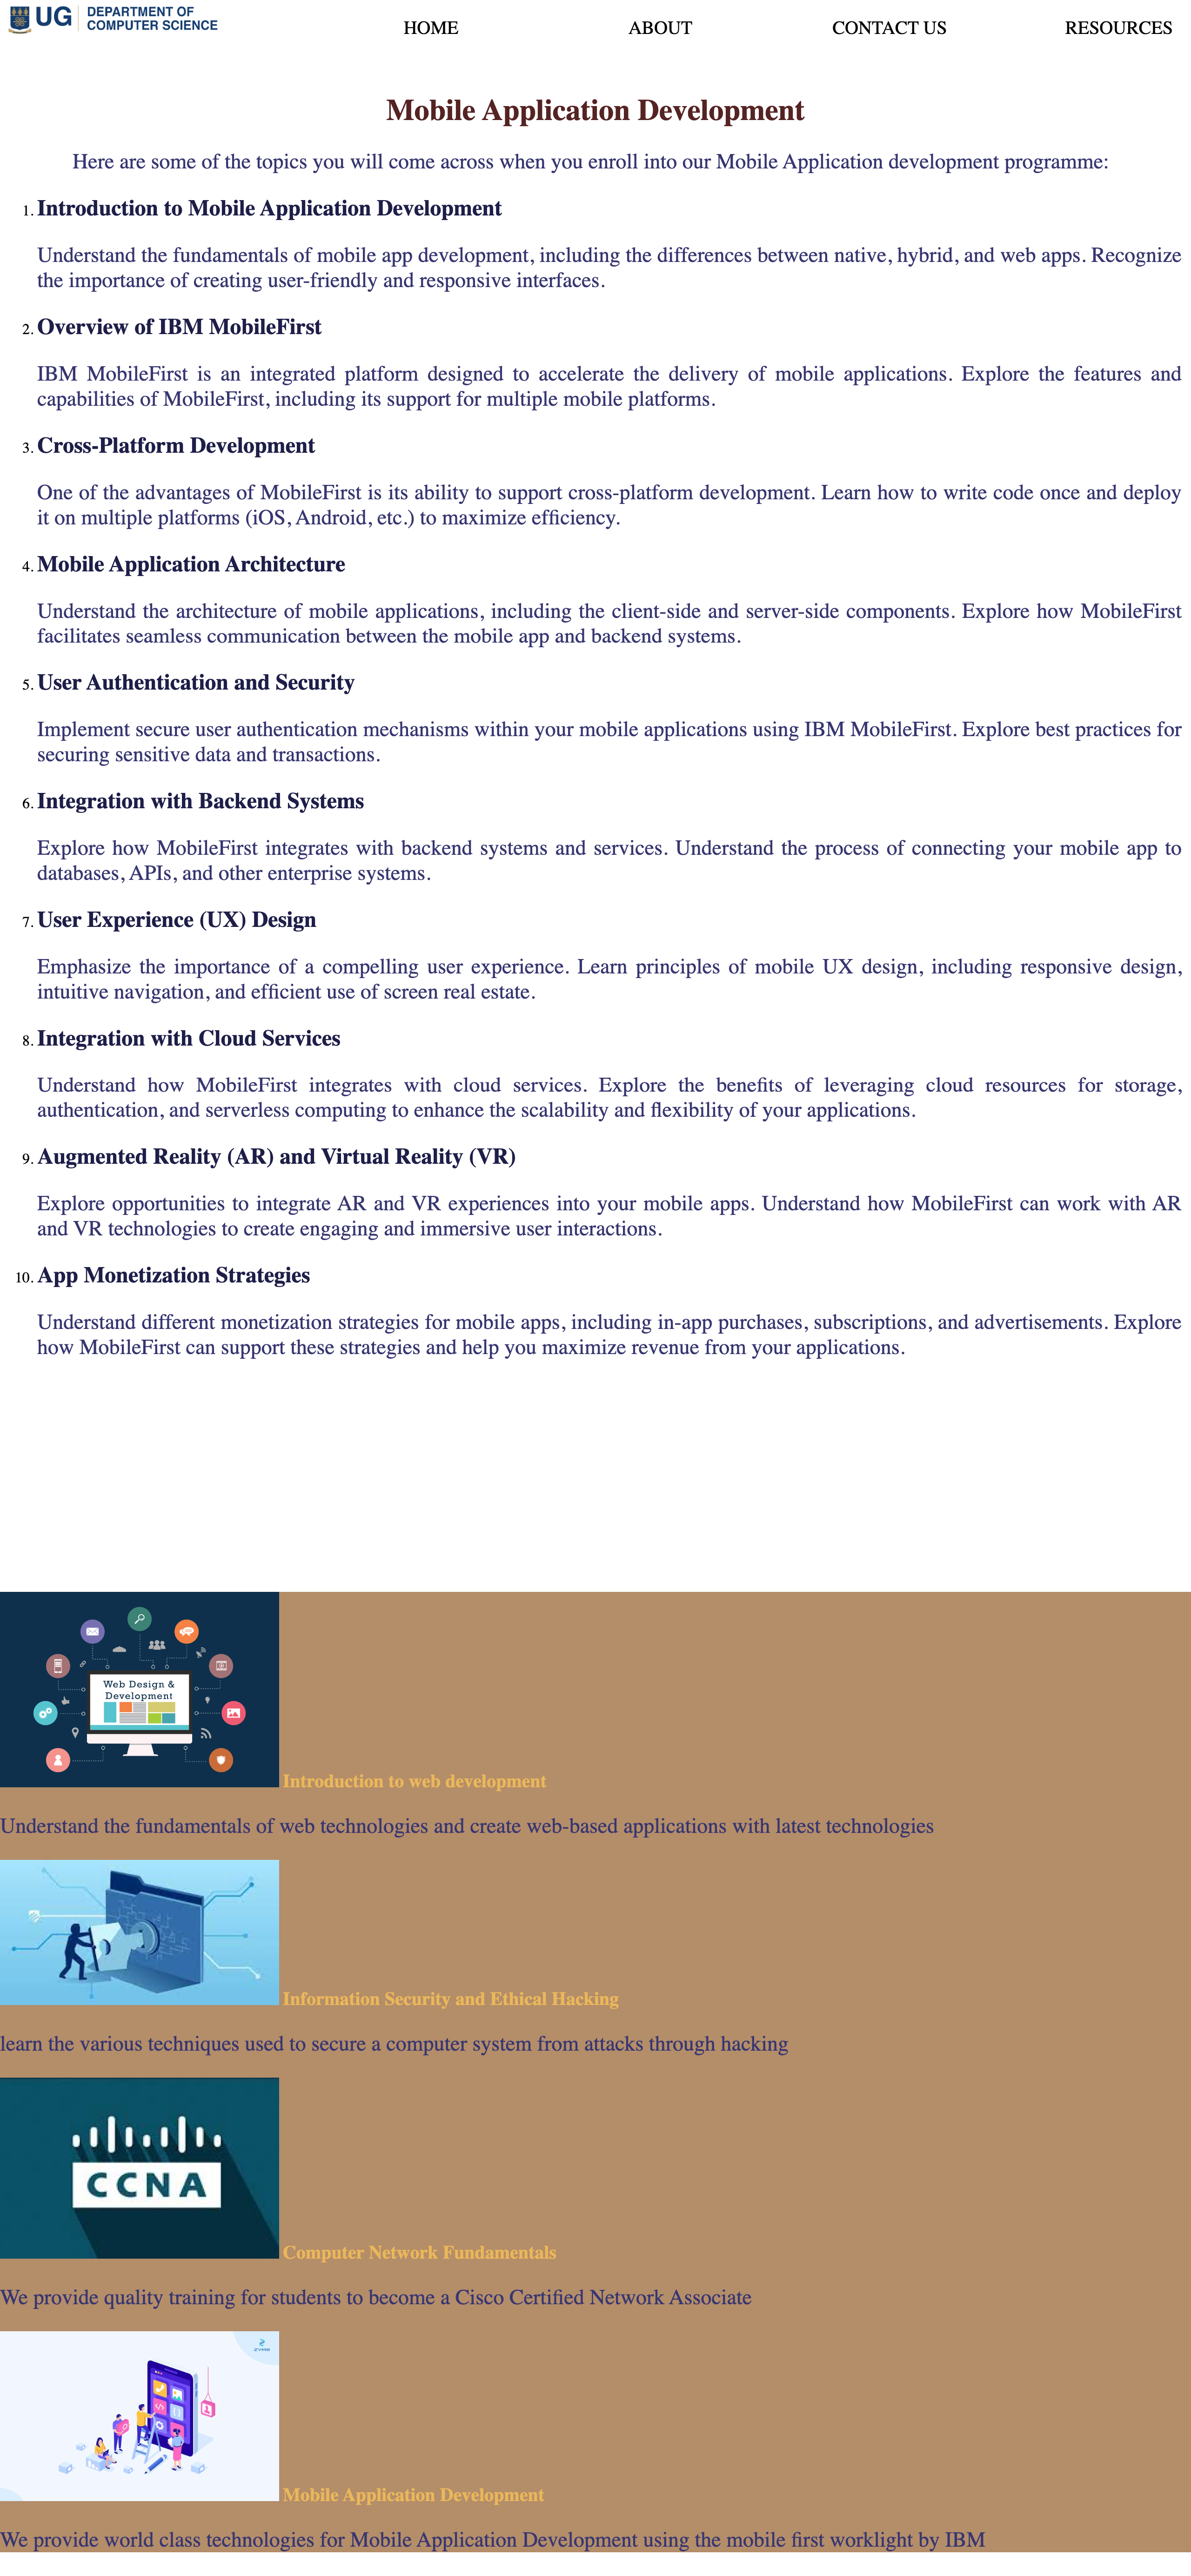 UG DEPARTMENT OF
COMPUTER SCIENCE
HOME ABOUT CONTACT US RESOURCES
Mobile Application Development
Here are some of the topics you will come across when you enroll into our Mobile Application development programme:
1. Introduction to Mobile Application Development
Understand the fundamentals of mobile app development, including the differences between native, hybrid, and web apps. Recognize
the importance of creating user-friendly and responsive interfaces.
2. Overview of IBM MobileFirst
IBM MobileFirst is an integrated platform designed to accelerate the delivery of mobile applications. Explore the features and
capabilities of MobileFirst, including its support for multiple mobile platforms.
3. Cross-Platform Development
One of the advantages of MobileFirst is its ability to support cross-platform development. Learn how to write code once and deploy
it on multiple platforms (iOS, Android, etc.) to maximize efficiency.
4. Mobile Application Architecture
Understand the architecture of mobile applications, including the client-side and server-side components. Explore how MobileFirst
facilitates seamless communication between the mobile app and backend systems.
5. User Authentication and Security
Implement secure user authentication mechanisms within your mobile applications using IBM MobileFirst. Explore best practices for
securing sensitive data and transactions.
6. Integration with Backend Systems
Explore how MobileFirst integrates with backend systems and services. Understand the process of connecting your mobile app to
databases, APIs, and other enterprise systems.
7. User Experience (UX) Design
Emphasize the importance of a compelling user experience. Learn principles of mobile UX design, including responsive design,
intuitive navigation, and efficient use of screen real estate.
8. Integration with Cloud Services
Understand how MobileFirst integrates with cloud services. Explore the benefits of leveraging cloud resources for storage,
authentication, and serverless computing to enhance the scalability and flexibility of your applications.
9. Augmented Reality (AR) and Virtual Reality (VR)
Explore opportunities to integrate AR and VR experiences into your mobile apps. Understand how MobileFirst can work with AR
and VR technologies to create engaging and immersive user interactions.
10. App Monetization Strategies
Understand different monetization strategies for mobile apps, including in-app purchases, subscriptions, and advertisements. Explore
how MobileFirst can support these strategies and help you maximize revenue from your applications.
Web Design &
Development
Introduction to web development
Understand the fundamentals of web technologies and create web-based applications with latest technologies
Information Security and Ethical Hacking
learn the various techniques used to secure a computer system from attacks through hacking
CCNA
Computer Network Fundamentals
We provide quality training for students to become a Cisco Certified Network Associate
Mobile Application Development
We provide world class technologies for Mobile Application Development using the mobile first worklight by IBM